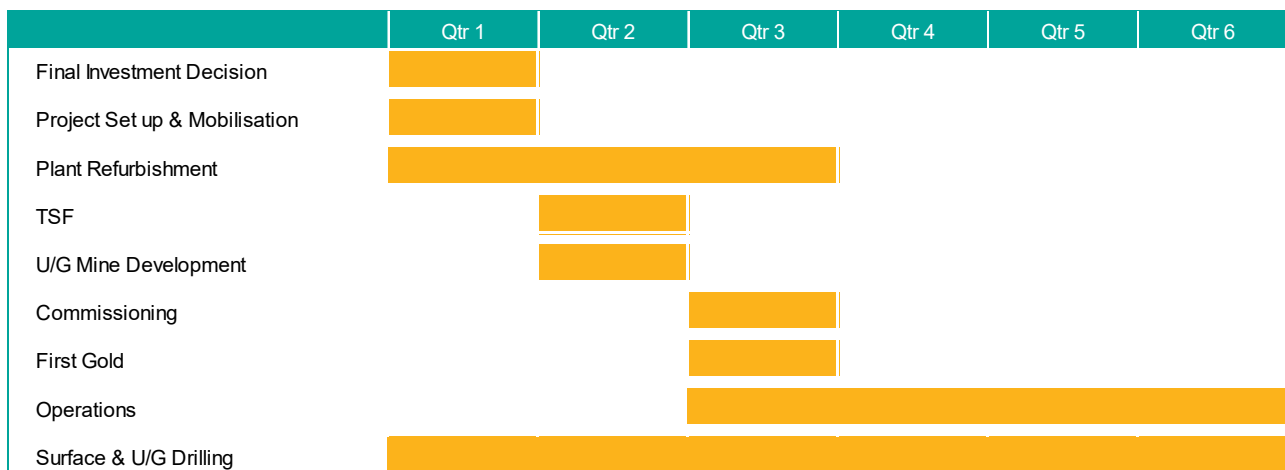 Qtr 1 Qtr 2 Qtr 3 Qtr 4 Qtr 5 Qtr 6
Final Investment Decision
Project Set up & Mobilisation
Plant Refurbishment
TSF
U/G Mine Development
Commissioning
First Gold
Operations
Surface & U/G Drilling